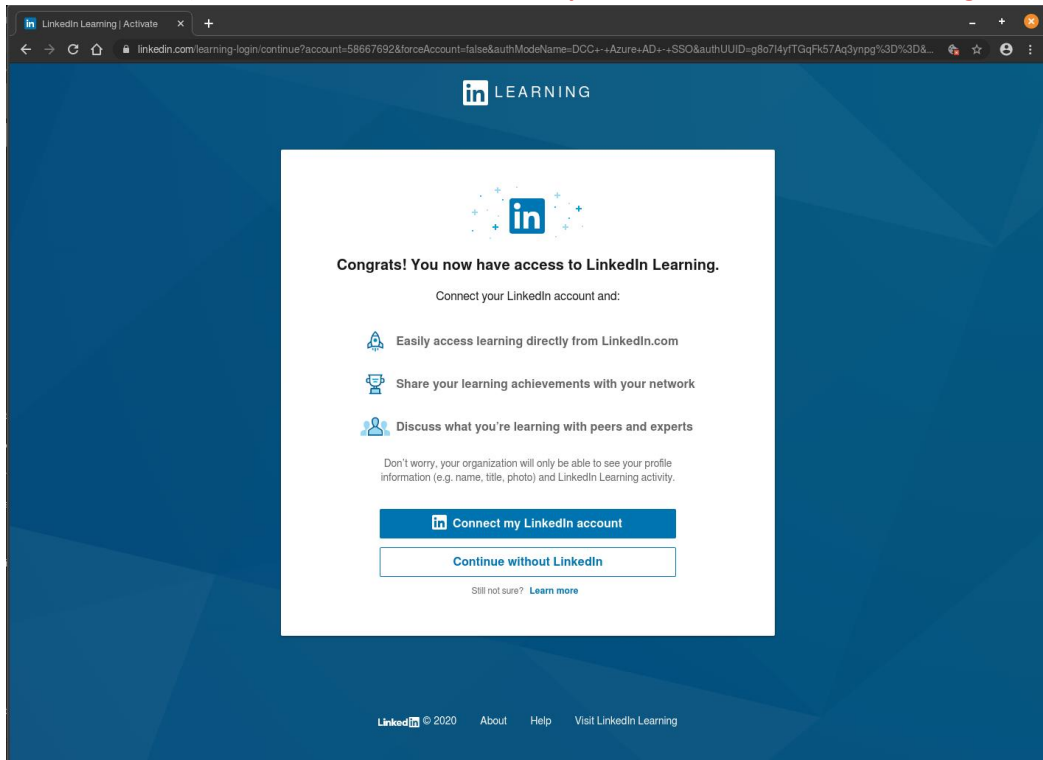 LinkedIn Learning | Activate
linkedin.com/learning-login/continue?account=58667692&forceAccount=false&authModeName=DCC+-+Azure+AD+-+SSO&authUUID=g8o7I4yfTGqFk57Aq3ynpg%3D%3D&...
in LEARNING
in
Congrats! You now have access to LinkedIn Learning.
Connect your LinkedIn account and:
Easily access learning directly from LinkedIn.com
Share your learning achievements with your network
Discuss what you're learning with peers and experts
Don't worry, your organization will only be able to see your profile
information (e.g. name, title, photo) and LinkedIn Learning activity.
in Connect my LinkedIn account
Continue without LinkedIn
Still not sure? Learn more
Linked in © 2020 About Help Visit LinkedIn Learning